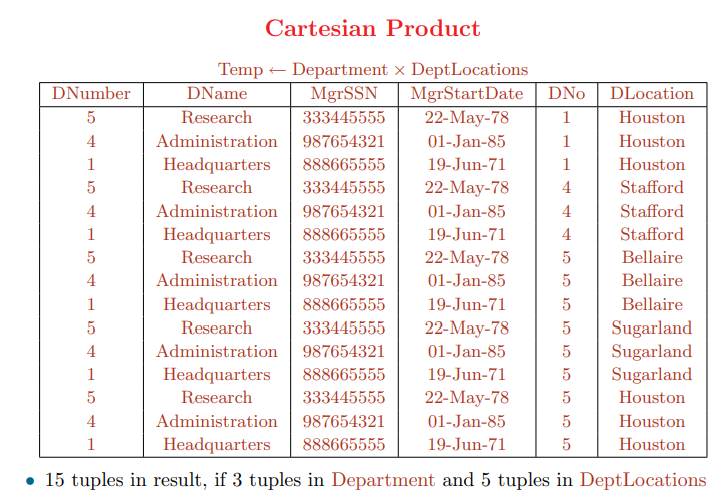 Cartesian Product
Temp ← Department × DeptLocations
DNumber DName MgrSSN MgrStartDate DNo DLocation
5 Research 333445555 22-May-78 1 Houston
4 Administration 987654321 01-Jan-85 1 Houston
1 Headquarters 888665555 19-Jun-71 1 Houston
5 Research 333445555 22-May-78 4 Stafford
4 Administration 987654321 01-Jan-85 4 Stafford
1 Headquarters 888665555 19-Jun-71 4 Stafford
5 Research 333445555 22-May-78 5 Bellaire
4 Administration 987654321 01-Jan-85 5 Bellaire
1 Headquarters 888665555 19-Jun-71 5 Bellaire
5 Research 333445555 22-May-78 5 Sugarland
4 Administration 987654321 01-Jan-85 5 Sugarland
1 Headquarters 888665555 19-Jun-71 5 Sugarland
5 Research 333445555 22-May-78 5 Houston
4 Administration 987654321 01-Jan-85 5 Houston
1 Headquarters 888665555 19-Jun-71 5 Houston
• 15 tuples in result, if 3 tuples in Department and 5 tuples in DeptLocations